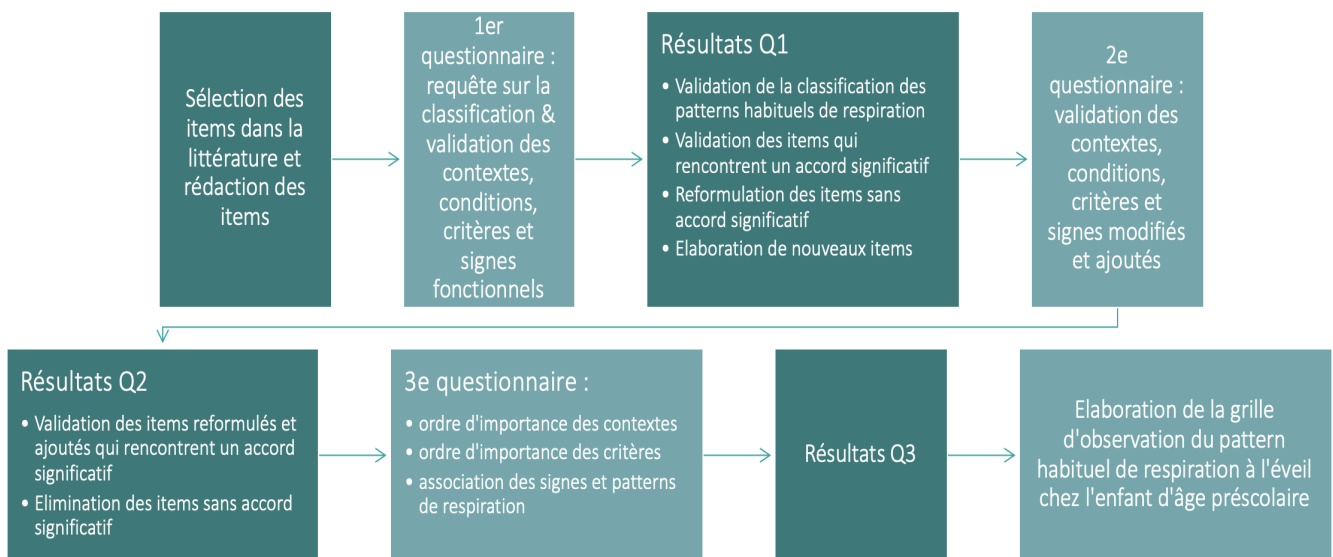 Sélection des
items dans la
littérature et
rédaction des
items
1er
questionnaire :
requête sur la
classification &
validation des
contextes,
conditions,
critères et
signes
fonctionnels
Résultats Q1
• Validation de la classification des
patterns habituels de respiration
• Validation des items qui
rencontrent un accord significatif
• Reformulation des items sans
accord significatif
• Elaboration de nouveaux items
2e
questionnaire :
validation des
contextes,
conditions,
critères et
signes modifiés
et ajoutés
Résultats Q2
• Validation des items reformulés et
ajoutés qui rencontrent un accord
significatif
• Elimination des items sans accord
significatif
3e questionnaire :
• ordre d'importance des contextes
• ordre d'importance des critères
• association des signes et patterns
de respiration
Résultats Q3
Elaboration de la grille
d'observation du pattern
habituel de respiration à l'éveil
chez l'enfant d'âge préscolaire